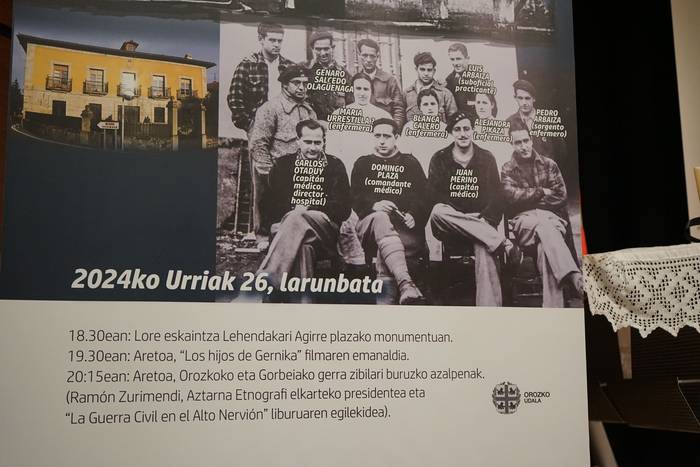 GENARO
SALCEDO
OLAGUENAGA
LUIS
ARBAIZA
(suboficial
practicante)
MARIA
URRESTILLA?
(enfermera)
BLANCA
CALERO
(enfermera)
ALEJANDRA
PIKAZA
(enfermera)
PEDRO
ARBAIZA
(sargento
enfermero)
CARLOS
OTADUY
(capitán
médico,
director
hospital)
DOMINGO
PLAZA
(comandante
médico)
JUAN
MERINO
(capitán
médico)
2024ko Urriak 26, larunbata
18.30ean: Lore eskaintza Lehendakari Agirre plazako monumentuan.
19.30ean: Aretoa, “Los hijos de Gernika” filmaren emanaldia.
20:15ean: Aretoa, Orozkoko eta Gorbeiako gerra zibilari buruzko azalpenak.
(Ramón Zurimendi, Aztarna Etnografi elkarteko presidentea eta
“La Guerra Civil en el Alto Nervión” liburuaren egilekidea).
OROZKO
UDALA